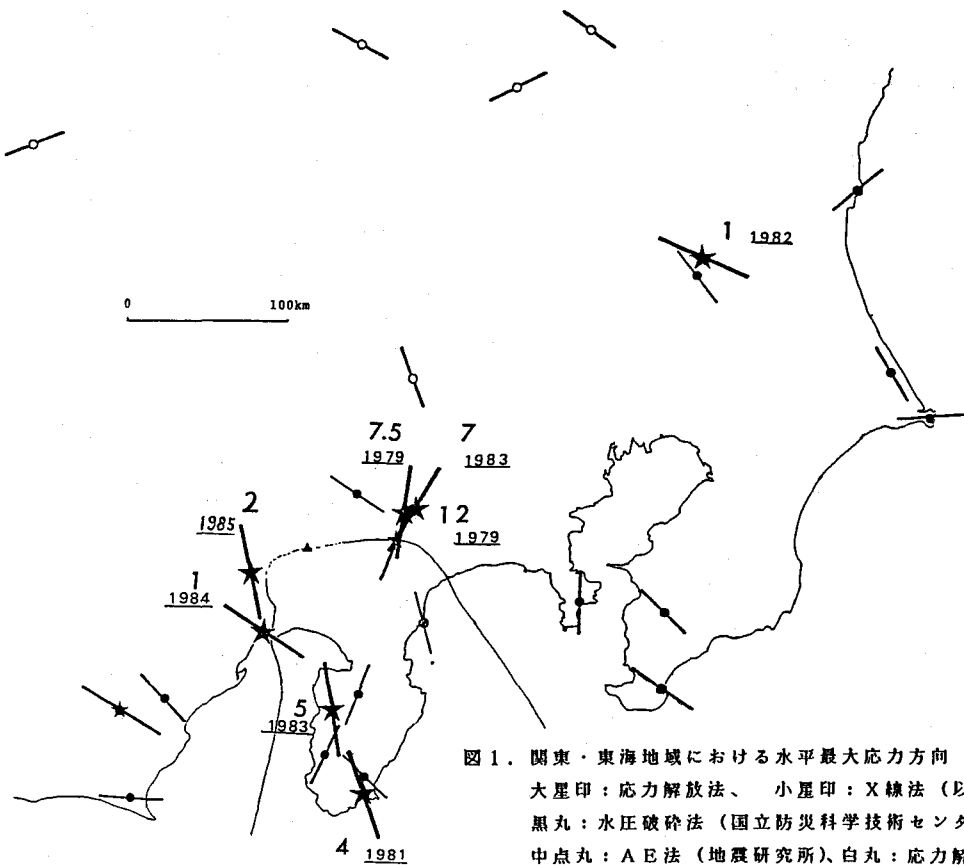 1 1982
0 100km
7.5 7
1979 1983
12
1979
2
1985
1
1984
5
1983
4 1981
図1. 関東・東海地域における水平最大応力方向
大星印：応力解放法、 小星印：X線法（以
黒丸：水圧破砕法（国立防災科学技術センタ
中点丸：AE法（地震研究所）、白丸：応力解